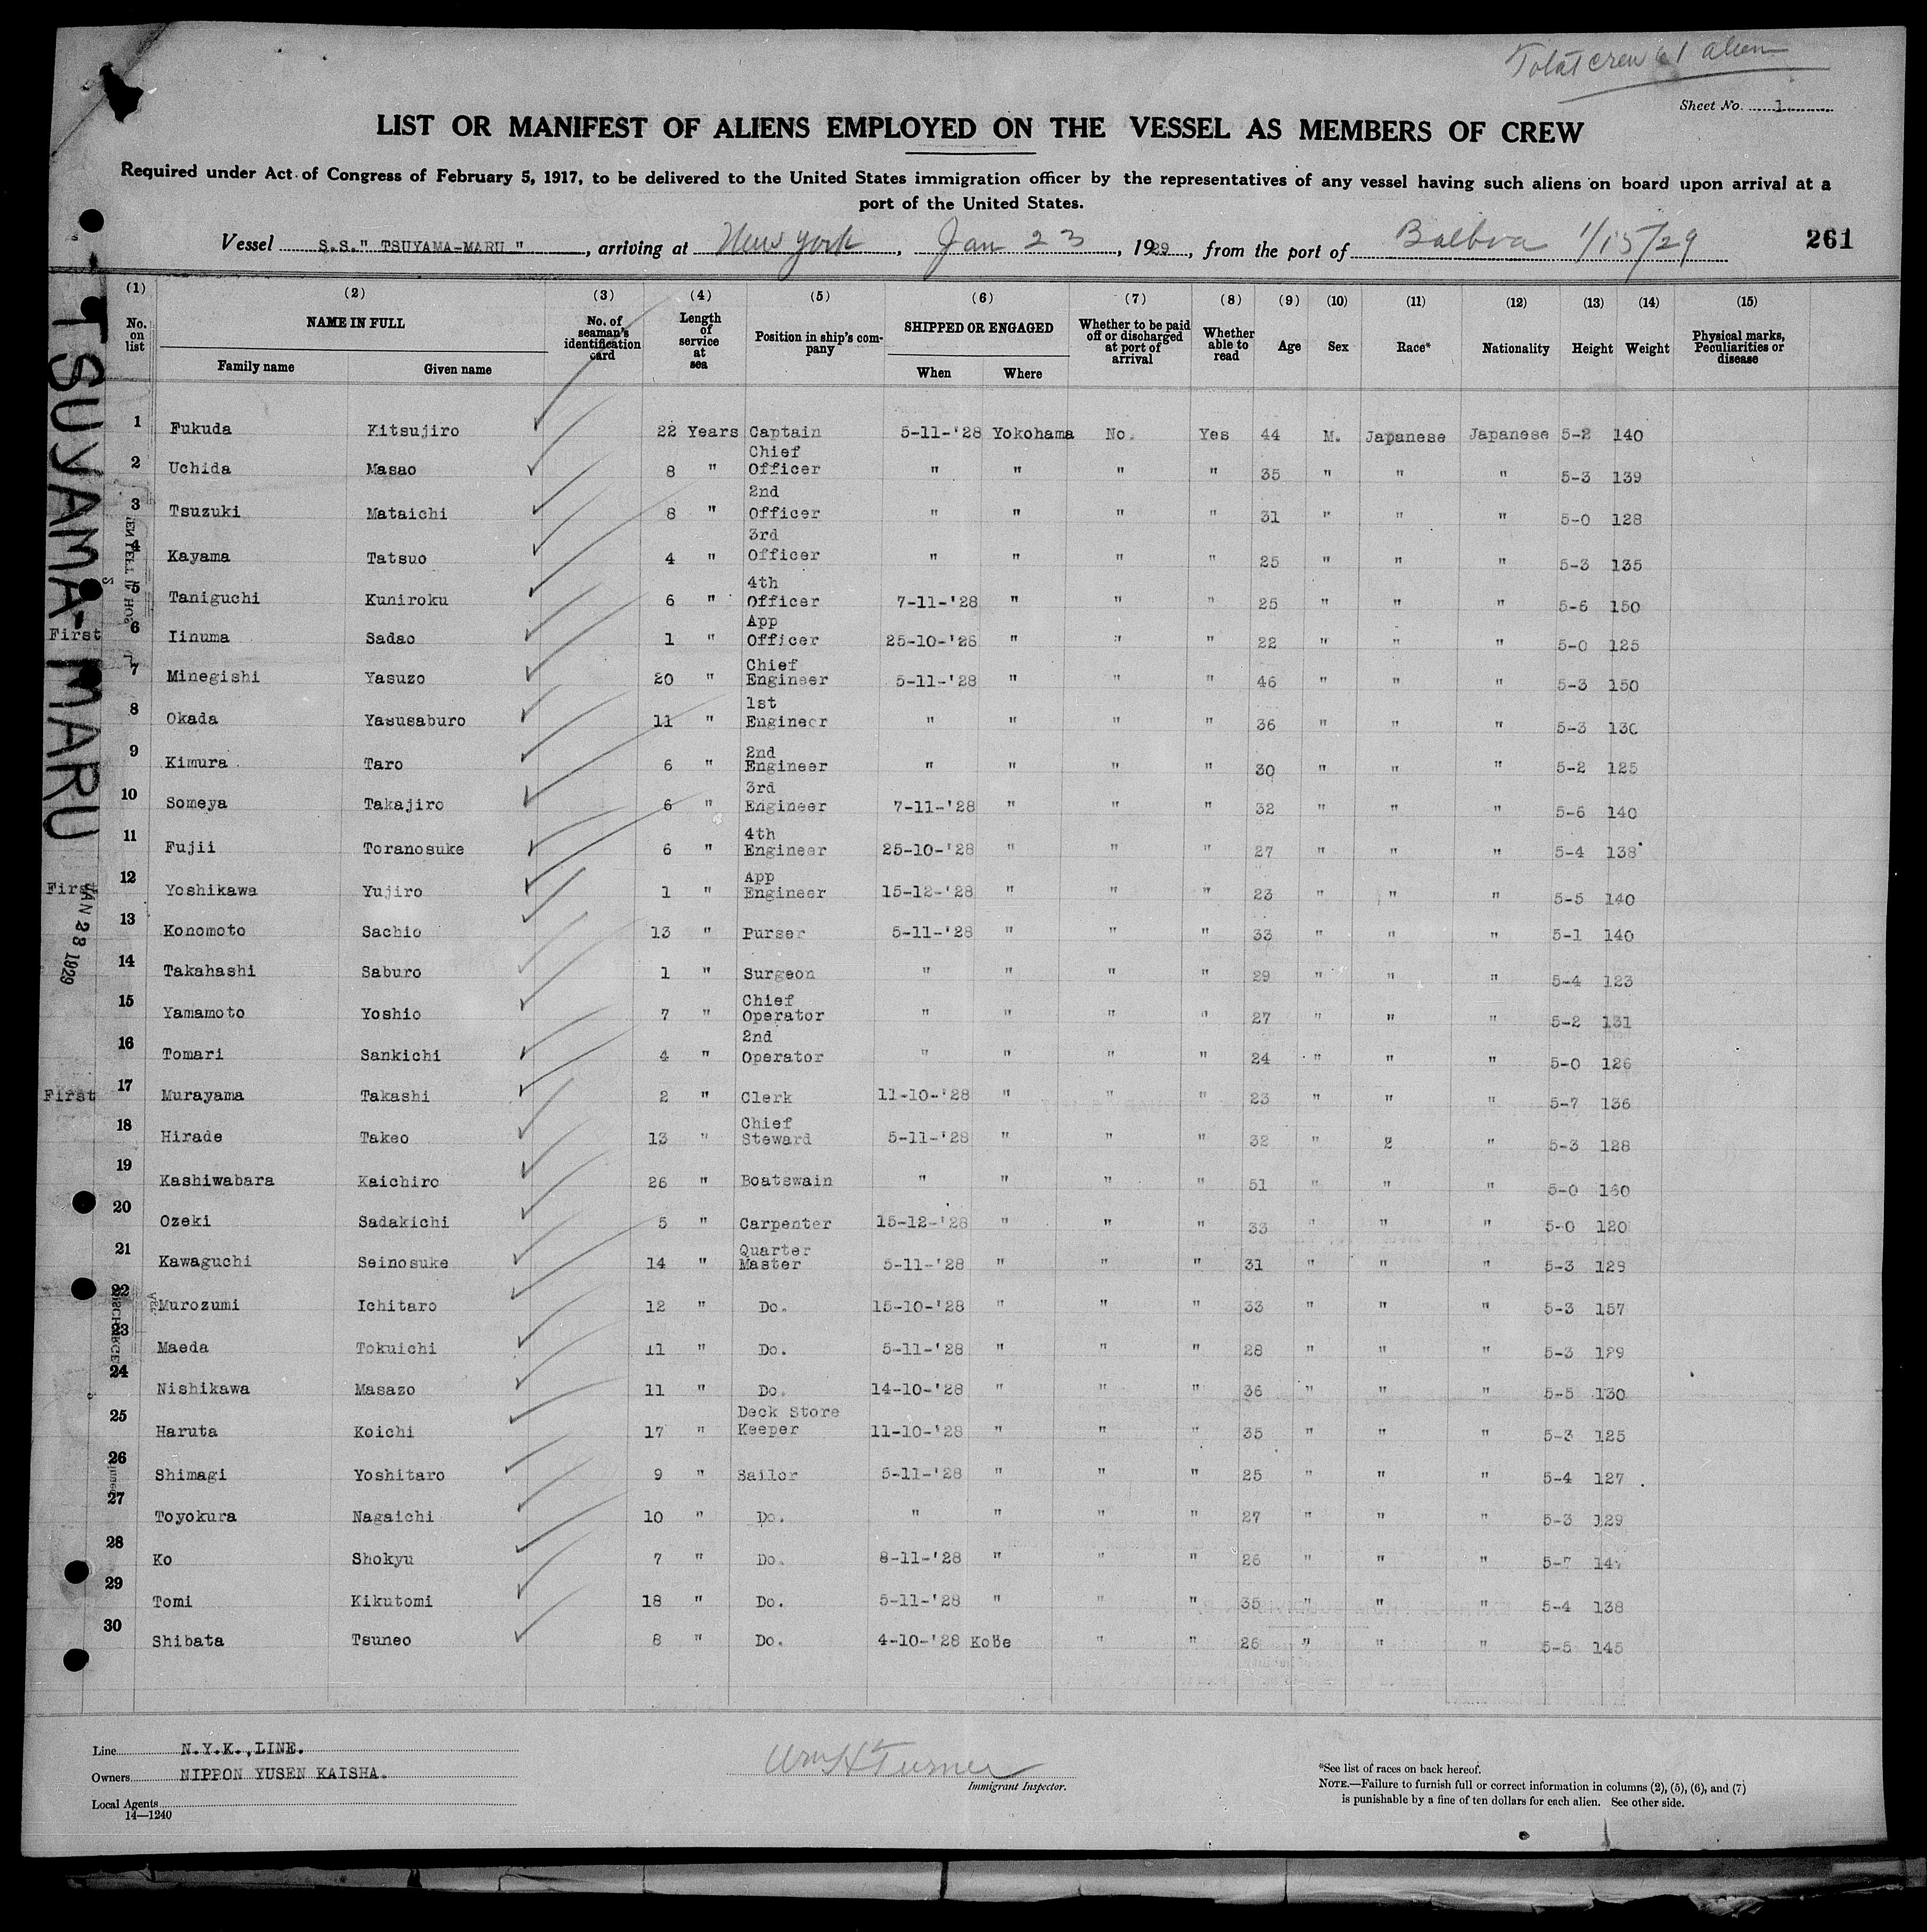 Total crew 61 alien
Sheet No. 1
LIST OR MANIFEST OF ALIENS EMPLOYED ON THE VESSEL AS MEMBERS OF CREW
Required under Act of Congress of February 5, 1917, to be delivered to the United States immigration officer by the representatives of any vessel having such aliens on board upon arrival at a
port of the United States.
Vessel S.S." TSUYAMA-MARU ", arriving at New York, Jan 23, 1929, from the port of Balboa 1/15/29 261
TSUYAMA-MARU
JAN 28 1929
(1) (2) (3) (4) (5) (6) (7) (8) (9) (10) (11) (12) (13) (14) (15)
No. on list NAME IN FULL Family name Given name No. of seaman's identification card Length of service at sea Position in ship's company SHIPPED OR ENGAGED When Where Whether to be paid off or discharged at port of arrival Whether able to read Age Sex Race* Nationality Height Weight Physical marks, Peculiarities or disease
1 Fukuda Kitsujiro 22 Years Captain 5-11-'28 Yokohama No. Yes 44 M. Japanese Japanese 5-2 140
2 Uchida Masao 8 " Chief Officer " " " " 35 " " " 5-3 139
3 Tsuzuki Mataichi 8 " 2nd Officer " " " " 31 " " " 5-0 128
4 Kayama Tatsuo 4 " 3rd Officer " " " " 25 " " " 5-3 135
5 Taniguchi Kuniroku 6 " 4th Officer 7-11-'28 " " " 25 " " " 5-6 150
First 6 Iinuma Sadao 1 " App Officer 25-10-'28 " " " 22 " " " 5-0 125
7 Minegishi Yasuzo 20 " Chief Engineer 5-11-'28 " " " 46 " " " 5-3 150
8 Okada Yasusaburo 11 " 1st Engineer " " " " 36 " " " 5-3 130
9 Kimura Taro 6 " 2nd Engineer " " " " 30 " " " 5-2 125
10 Someya Takajiro 6 " 3rd Engineer 7-11-'28 " " " 32 " " " 5-6 140
11 Fujii Toranosuke 6 " 4th Engineer 25-10-'28 " " " 27 " " " 5-4 138
First 12 Yoshikawa Yujiro 1 " App Engineer 15-12-'28 " " " 23 " " " 5-5 140
13 Konomoto Sachio 13 " Purser 5-11-'28 " " " 33 " " " 5-1 140
14 Takahashi Saburo 1 " Surgeon " " " " 29 " " " 5-4 123
15 Yamamoto Yoshio 7 " Chief Operator " " " " 27 " " " 5-2 131
16 Tomari Sankichi 4 " 2nd Operator " " " " 24 " " " 5-0 126
First 17 Murayama Takashi 2 " Clerk 11-10-'28 " " " 23 " " " 5-7 136
18 Hirade Takeo 13 " Chief Steward 5-11-'28 " " " 32 " 2 " 5-3 128
19 Kashiwabara Kaichiro 26 " Boatswain " " " " 51 " " " 5-0 160
20 Ozeki Sadakichi 5 " Carpenter 15-12-'28 " " " 33 " " " 5-0 120
21 Kawaguchi Seinosuke 14 " Quarter Master 5-11-'28 " " " 31 " " " 5-3 129
22 Murozumi Ichitaro 12 " Do. 15-10-'28 " " " 33 " " " 5-3 157
23 Maeda Tokuichi 11 " Do. 5-11-'28 " " " 28 " " " 5-3 129
24 Nishikawa Masazo 11 " Do. 14-10-'28 " " " 36 " " " 5-5 130
25 Haruta Koichi 17 " Deck Store Keeper 11-10-'28 " " " 35 " " " 5-3 125
26 Shimagi Yoshitaro 9 " Sailor 5-11-'28 " " " 25 " " " 5-4 127
27 Toyokura Nagaichi 10 " Do. " " " " 27 " " " 5-3 129
28 Ko Shokyu 7 " Do. 8-11-'28 " " " 26 " " " 5-7
29 Tomi Kikutomi 18 " Do. 5-11-'28 " " " 35 " " " 5-4 138
30 Shibata Tsuneo 8 " Do. 4-10-'28 Kobe " " 26 " " " 5-5 145
Line N.Y.K.,LINE.
Owners NIPPON YUSEN KAISHA.
Local Agents
14—1240
Wm H Turner
Immigrant Inspector.
*See list of races on back hereof.
NOTE.—Failure to furnish full or correct information in columns (2), (5), (6), and (7)
is punishable by a fine of ten dollars for each alien. See other side.